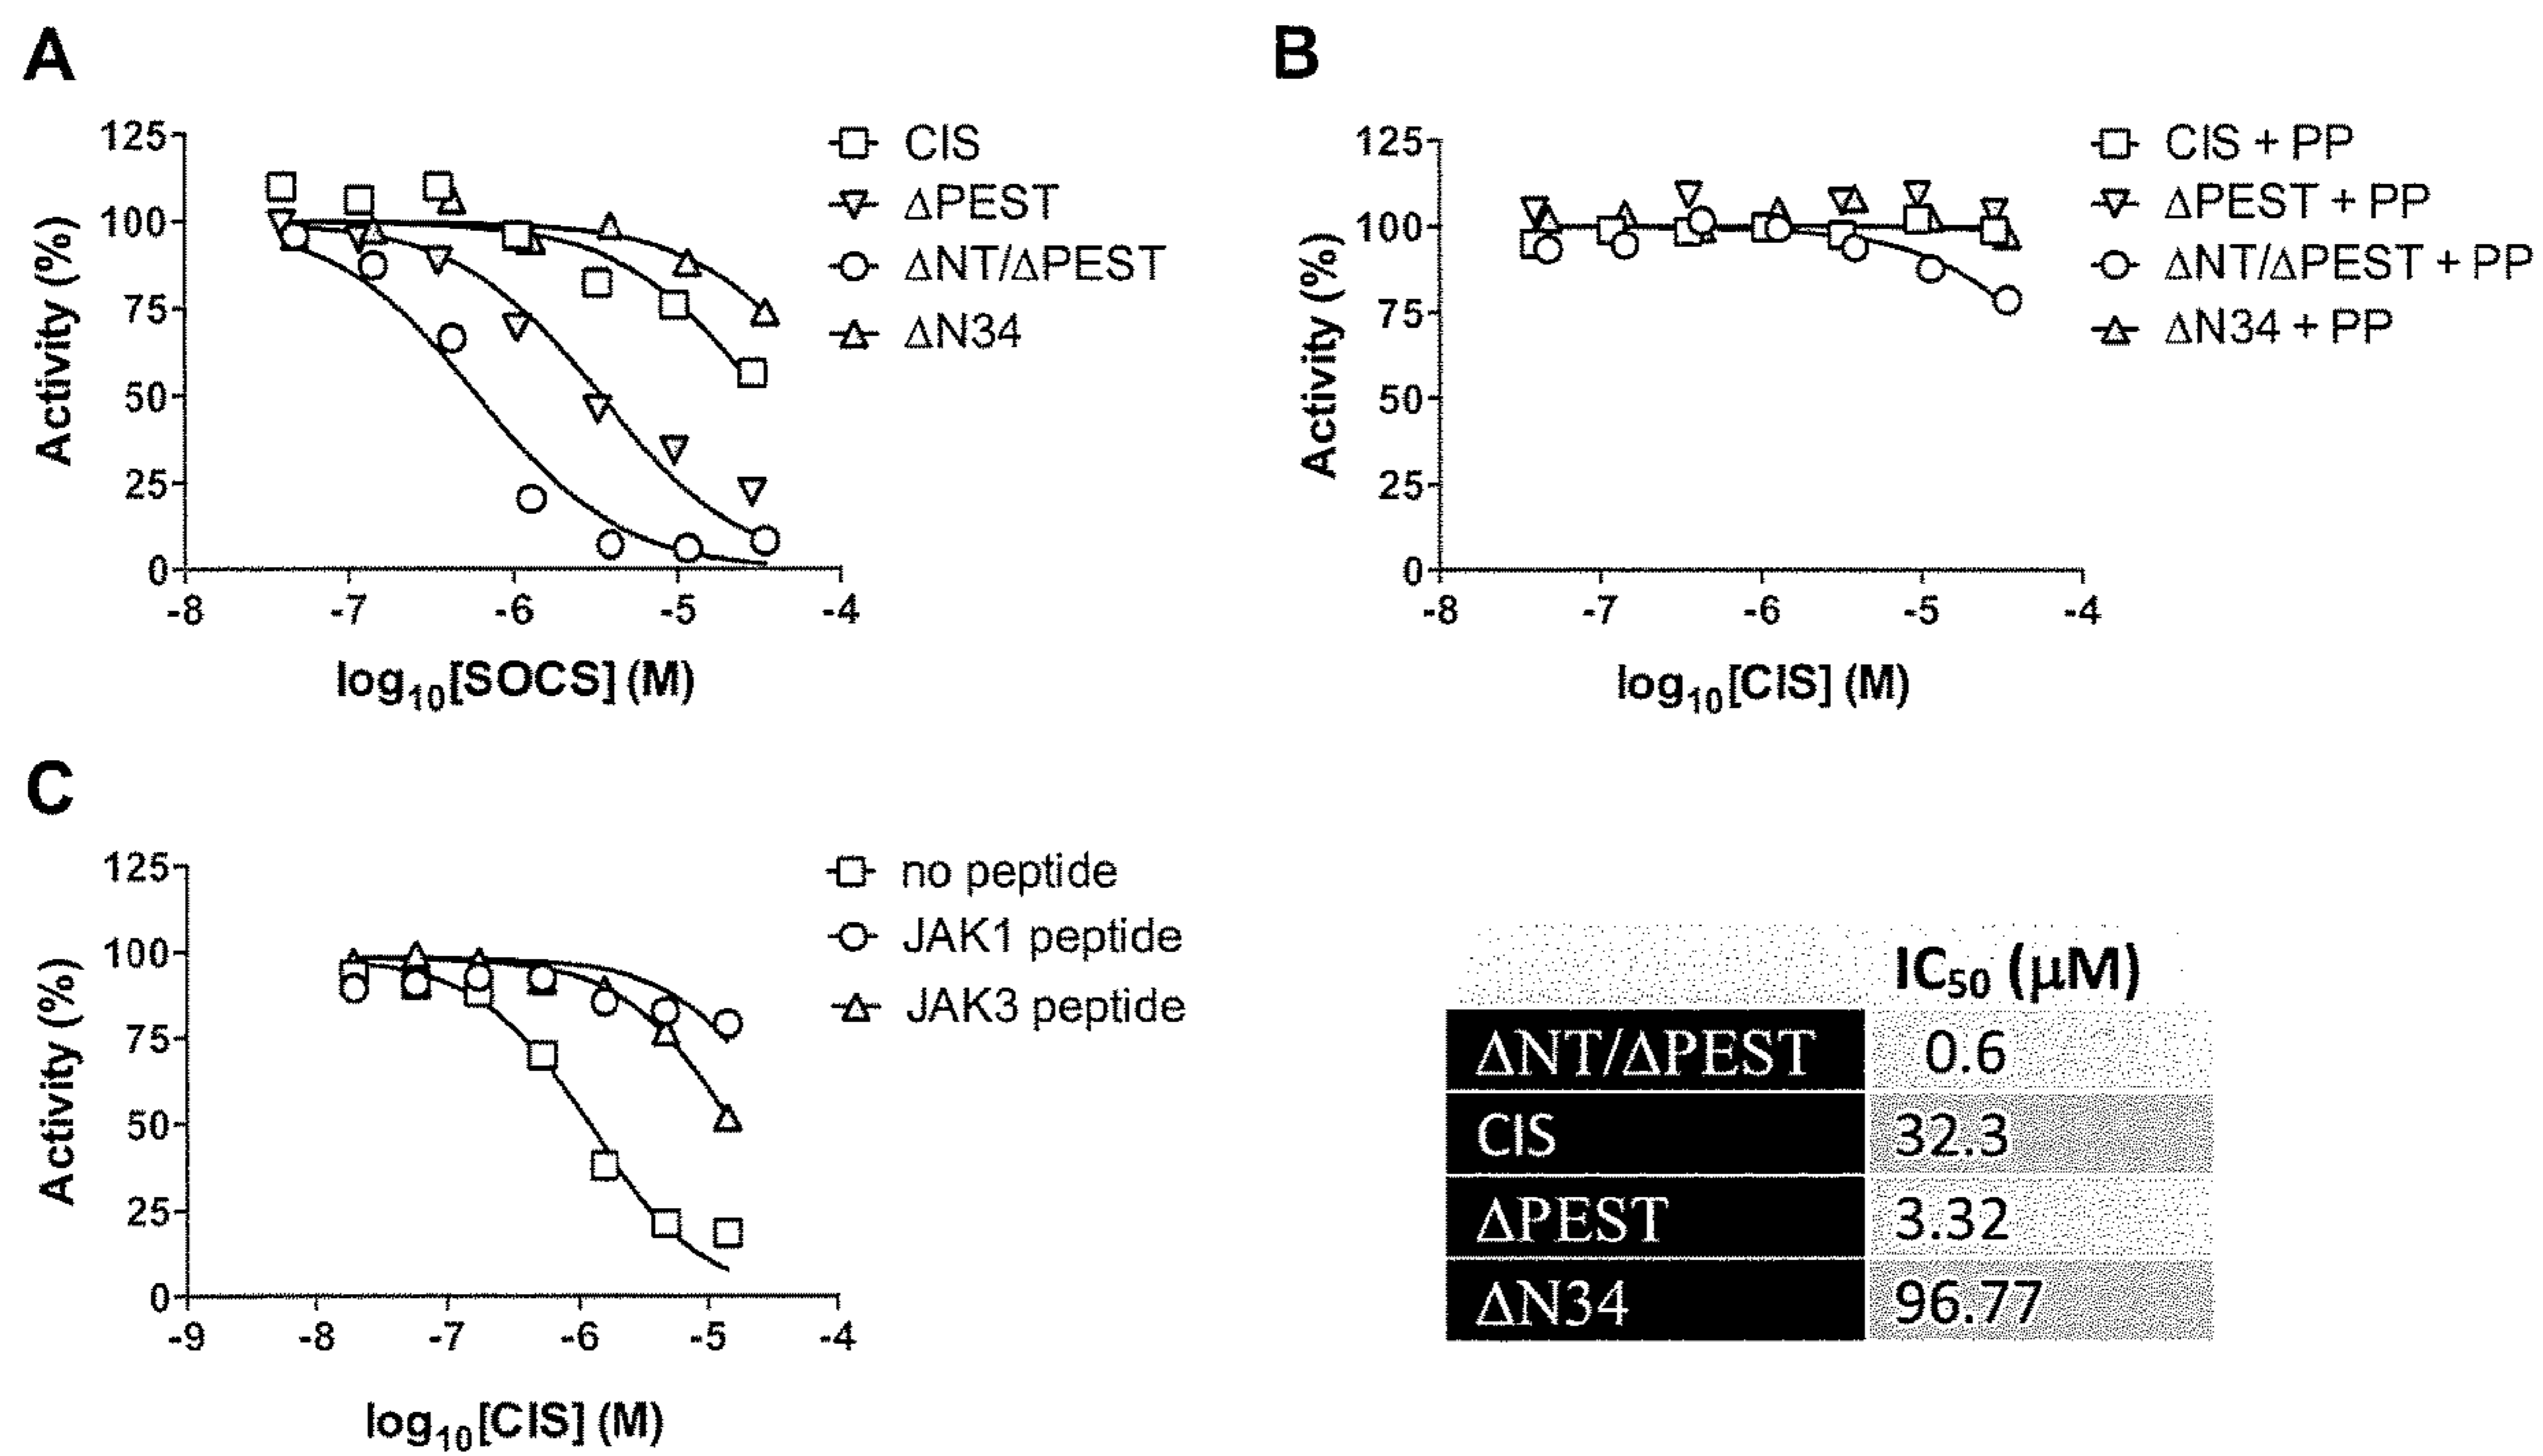 A
125
100
75
50
25
0
Activity (%)
-8 -7 -6 -5 -4
log10[SOCS] (M)
CIS
ΔPEST
ΔNT/ΔPEST
ΔN34
B
125
100
75
50
25
0
Activity (%)
-8 -7 -6 -5 -4
log10[CIS] (M)
CIS + PP
ΔPEST + PP
ΔNT/ΔPEST + PP
ΔN34 + PP
C
125
100
75
50
25
0
Activity (%)
-9 -8 -7 -6 -5 -4
log10[CIS] (M)
no peptide
JAK1 peptide
JAK3 peptide
IC50 (μM)
ΔNT/ΔPEST 0.6
CIS 32.3
ΔPEST 3.32
ΔN34 96.77